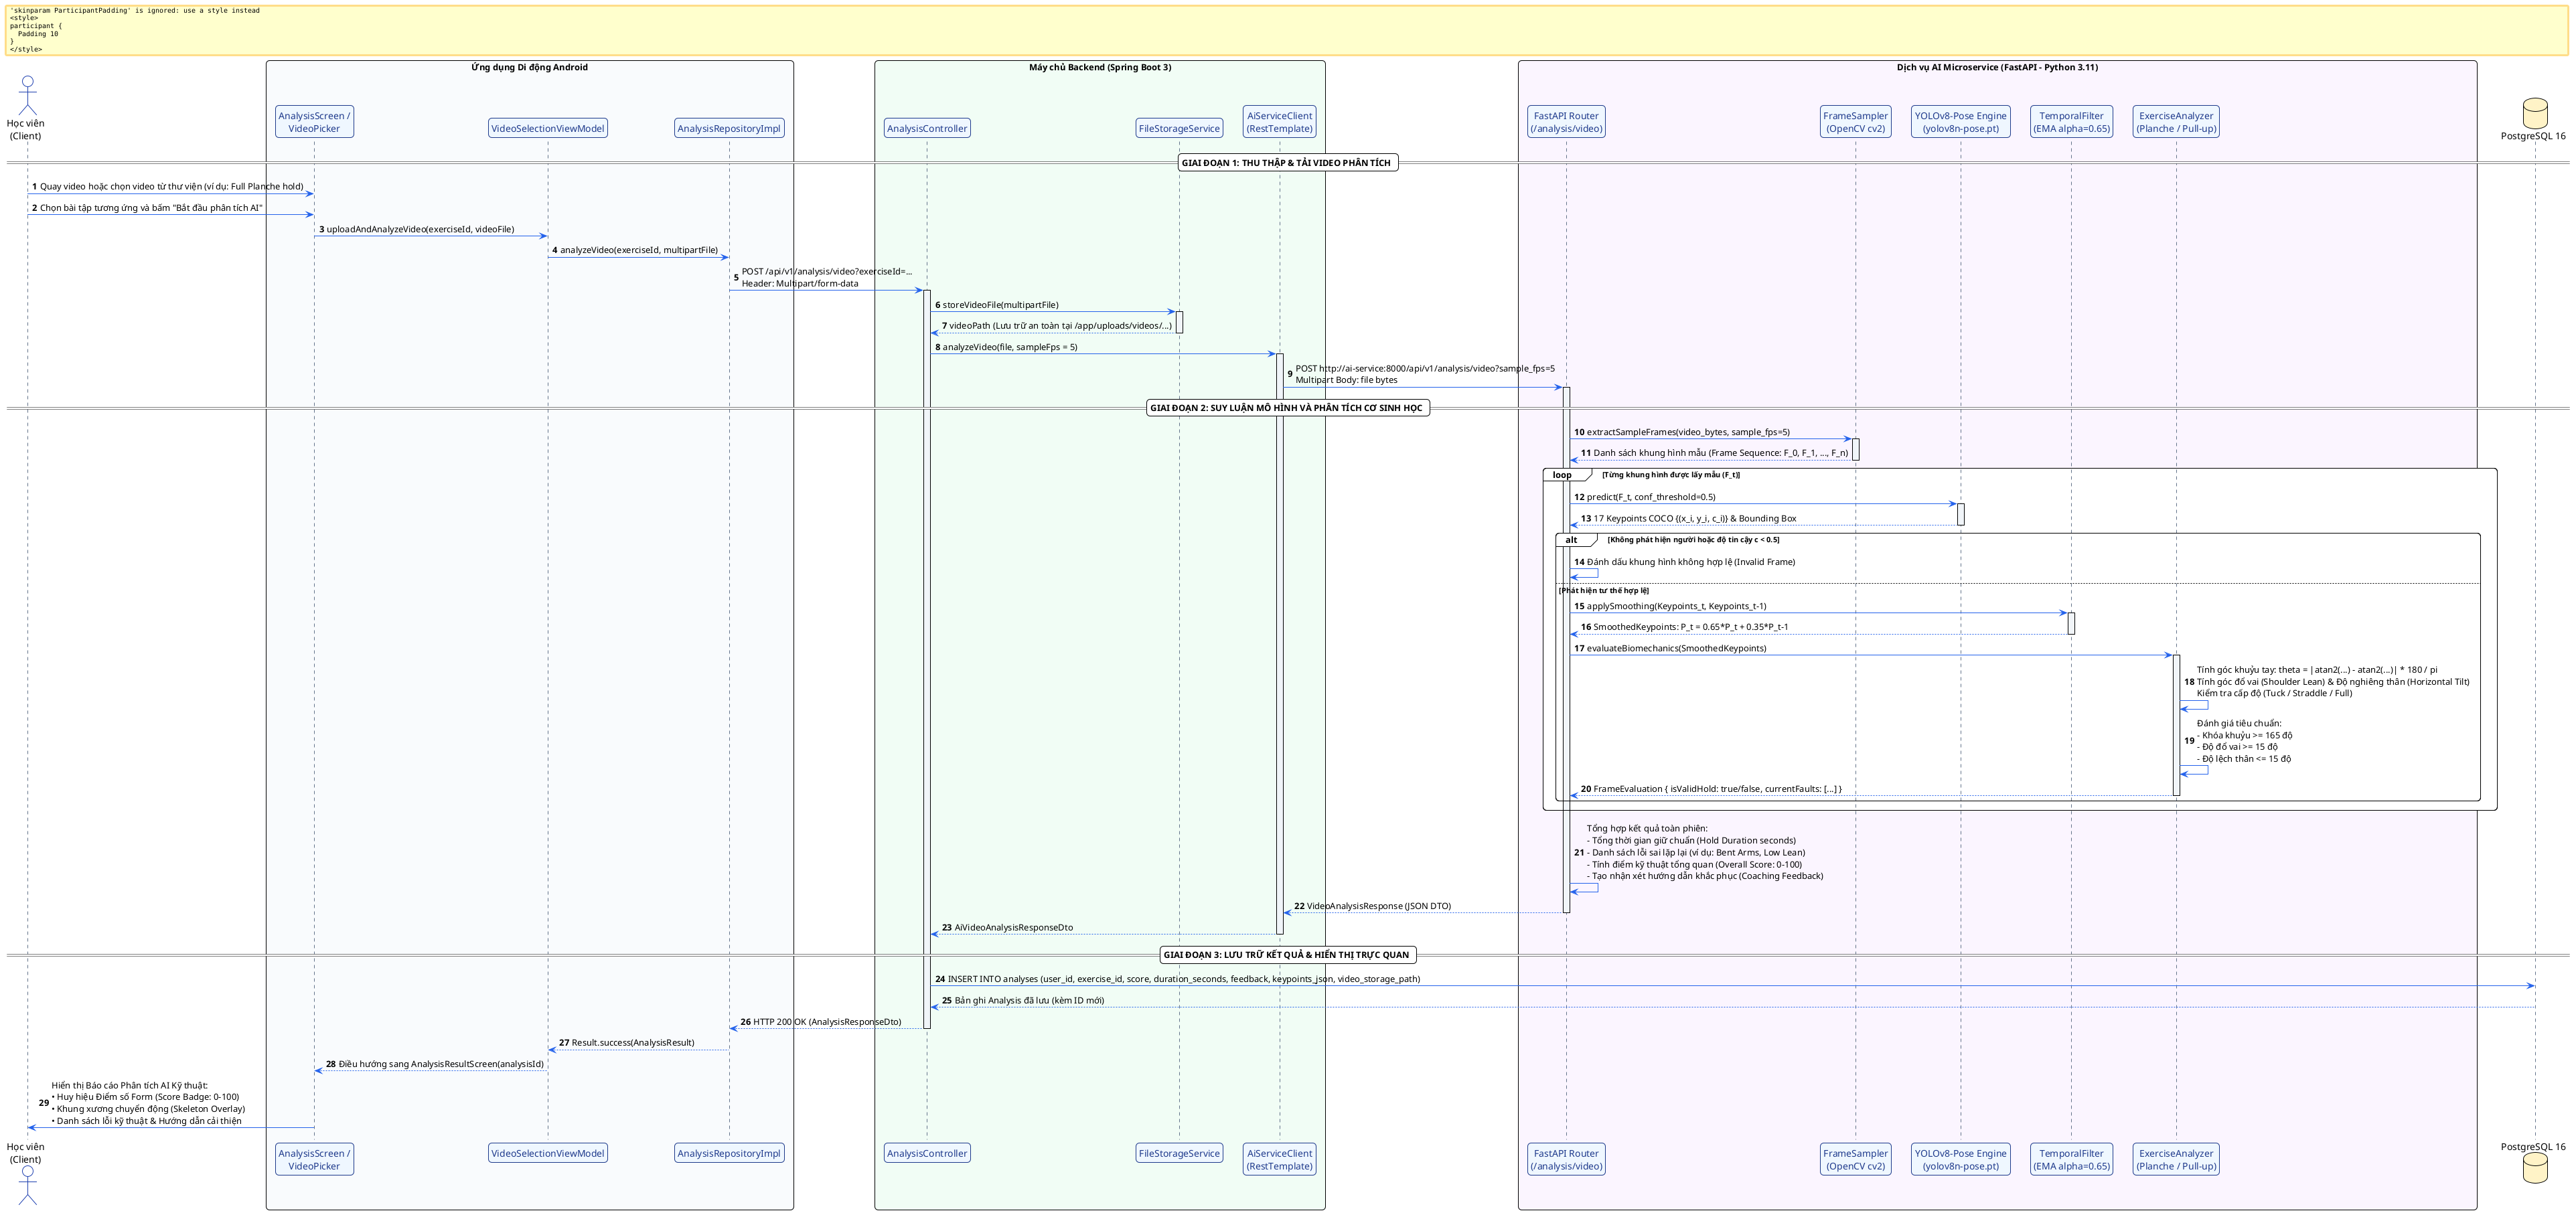 'skinparam ParticipantPadding' is ignored: use a style instead
<style>
participant {
  Padding 10
}
</style>
Ứng dụng Di động Android
Máy chủ Backend (Spring Boot 3)
Dịch vụ AI Microservice (FastAPI - Python 3.11)
Học viên
(Client)
AnalysisScreen /
VideoPicker
VideoSelectionViewModel
AnalysisRepositoryImpl
AnalysisController
FileStorageService
AiServiceClient
(RestTemplate)
FastAPI Router
(/analysis/video)
FrameSampler
(OpenCV cv2)
YOLOv8-Pose Engine
(yolov8n-pose.pt)
TemporalFilter
(EMA alpha=0.65)
ExerciseAnalyzer
(Planche / Pull-up)
PostgreSQL 16
GIAI ĐOẠN 1: THU THẬP & TẢI VIDEO PHÂN TÍCH
1 Quay video hoặc chọn video từ thư viện (ví dụ: Full Planche hold)
2 Chọn bài tập tương ứng và bấm "Bắt đầu phân tích AI"
3 uploadAndAnalyzeVideo(exerciseId, videoFile)
4 analyzeVideo(exerciseId, multipartFile)
5 POST /api/v1/analysis/video?exerciseId=...
Header: Multipart/form-data
6 storeVideoFile(multipartFile)
7 videoPath (Lưu trữ an toàn tại /app/uploads/videos/...)
8 analyzeVideo(file, sampleFps = 5)
9 POST http://ai-service:8000/api/v1/analysis/video?sample_fps=5
Multipart Body: file bytes
GIAI ĐOẠN 2: SUY LUẬN MÔ HÌNH VÀ PHÂN TÍCH CƠ SINH HỌC
10 extractSampleFrames(video_bytes, sample_fps=5)
11 Danh sách khung hình mẫu (Frame Sequence: F_0, F_1, ..., F_n)
loop [Từng khung hình được lấy mẫu (F_t)]
12 predict(F_t, conf_threshold=0.5)
13 17 Keypoints COCO {(x_i, y_i, c_i)} & Bounding Box
alt [Không phát hiện người hoặc độ tin cậy c < 0.5]
14 Đánh dấu khung hình không hợp lệ (Invalid Frame)
[Phát hiện tư thế hợp lệ]
15 applySmoothing(Keypoints_t, Keypoints_t-1)
16 SmoothedKeypoints: P_t = 0.65*P_t + 0.35*P_t-1
17 evaluateBiomechanics(SmoothedKeypoints)
18 Tính góc khuỷu tay: theta = |atan2(...) - atan2(...)| * 180 / pi
Tính góc đổ vai (Shoulder Lean) & Độ nghiêng thân (Horizontal Tilt)
Kiểm tra cấp độ (Tuck / Straddle / Full)
19 Đánh giá tiêu chuẩn:
- Khóa khuỷu >= 165 độ
- Độ đổ vai >= 15 độ
- Độ lệch thân <= 15 độ
20 FrameEvaluation { isValidHold: true/false, currentFaults: [...] }
21 Tổng hợp kết quả toàn phiên:
- Tổng thời gian giữ chuẩn (Hold Duration seconds)
- Danh sách lỗi sai lặp lại (ví dụ: Bent Arms, Low Lean)
- Tính điểm kỹ thuật tổng quan (Overall Score: 0-100)
- Tạo nhận xét hướng dẫn khắc phục (Coaching Feedback)
22 VideoAnalysisResponse (JSON DTO)
23 AiVideoAnalysisResponseDto
GIAI ĐOẠN 3: LƯU TRỮ KẾT QUẢ & HIỂN THỊ TRỰC QUAN
24 INSERT INTO analyses (user_id, exercise_id, score, duration_seconds, feedback, keypoints_json, video_storage_path)
25 Bản ghi Analysis đã lưu (kèm ID mới)
26 HTTP 200 OK (AnalysisResponseDto)
27 Result.success(AnalysisResult)
28 Điều hướng sang AnalysisResultScreen(analysisId)
29 Hiển thị Báo cáo Phân tích AI Kỹ thuật:
• Huy hiệu Điểm số Form (Score Badge: 0-100)
• Khung xương chuyển động (Skeleton Overlay)
• Danh sách lỗi kỹ thuật & Hướng dẫn cải thiện
Học viên
(Client)
AnalysisScreen /
VideoPicker
VideoSelectionViewModel
AnalysisRepositoryImpl
AnalysisController
FileStorageService
AiServiceClient
(RestTemplate)
FastAPI Router
(/analysis/video)
FrameSampler
(OpenCV cv2)
YOLOv8-Pose Engine
(yolov8n-pose.pt)
TemporalFilter
(EMA alpha=0.65)
ExerciseAnalyzer
(Planche / Pull-up)
PostgreSQL 16